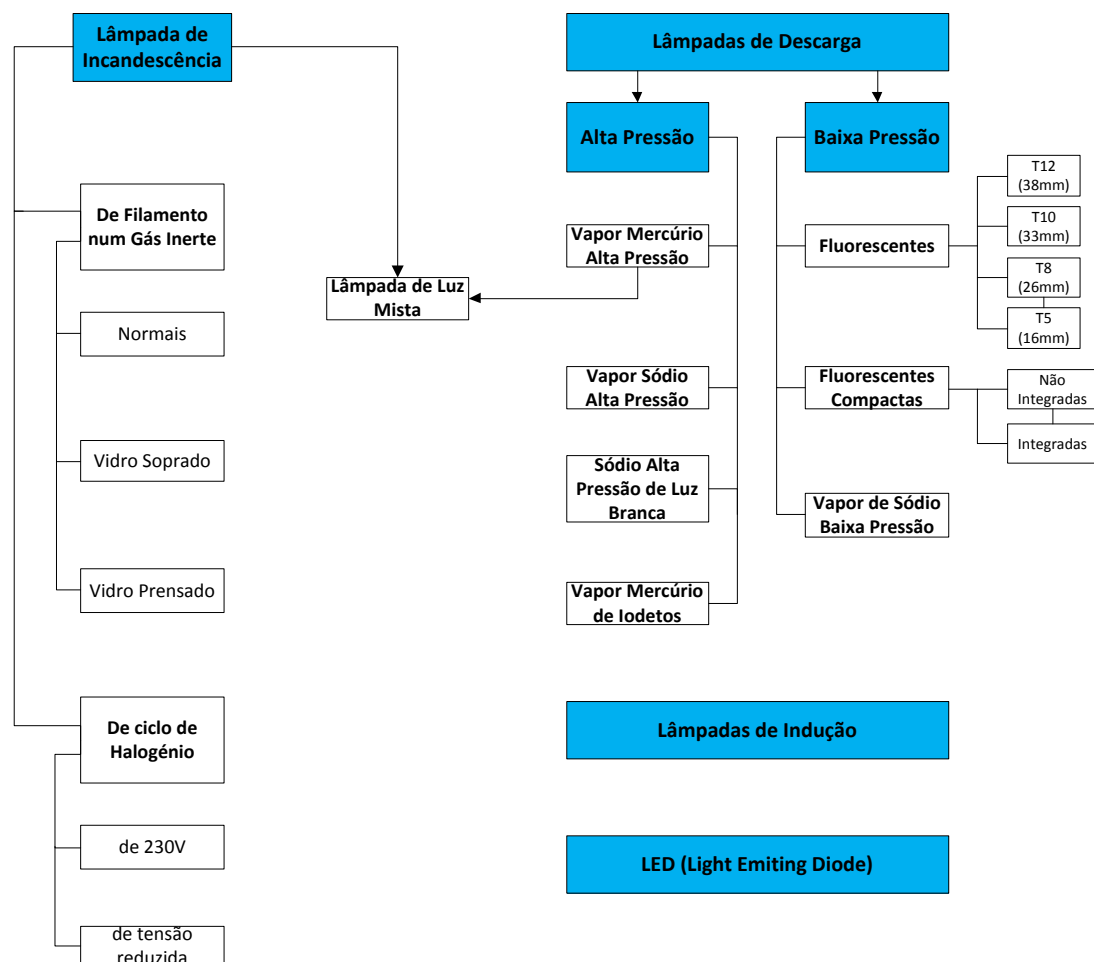 Lâmpada de
Incandescência
De Filamento
num Gás Inerte
Normais
Vidro Soprado
Vidro Prensado
De ciclo de
Halogénio
de 230V
de tensão
reduzida
Lâmpada de Luz
Mista
Lâmpadas de Descarga
Alta Pressão
Vapor Mercúrio
Alta Pressão
Vapor Sódio
Alta Pressão
Sódio Alta
Pressão de Luz
Branca
Vapor Mercúrio
de Iodetos
Baixa Pressão
Fluorescentes
T12
(38mm)
T10
(33mm)
T8
(26mm)
T5
(16mm)
Fluorescentes
Compactas
Não
Integradas
Integradas
Vapor de Sódio
Baixa Pressão
Lâmpadas de Indução
LED (Light Emiting Diode)